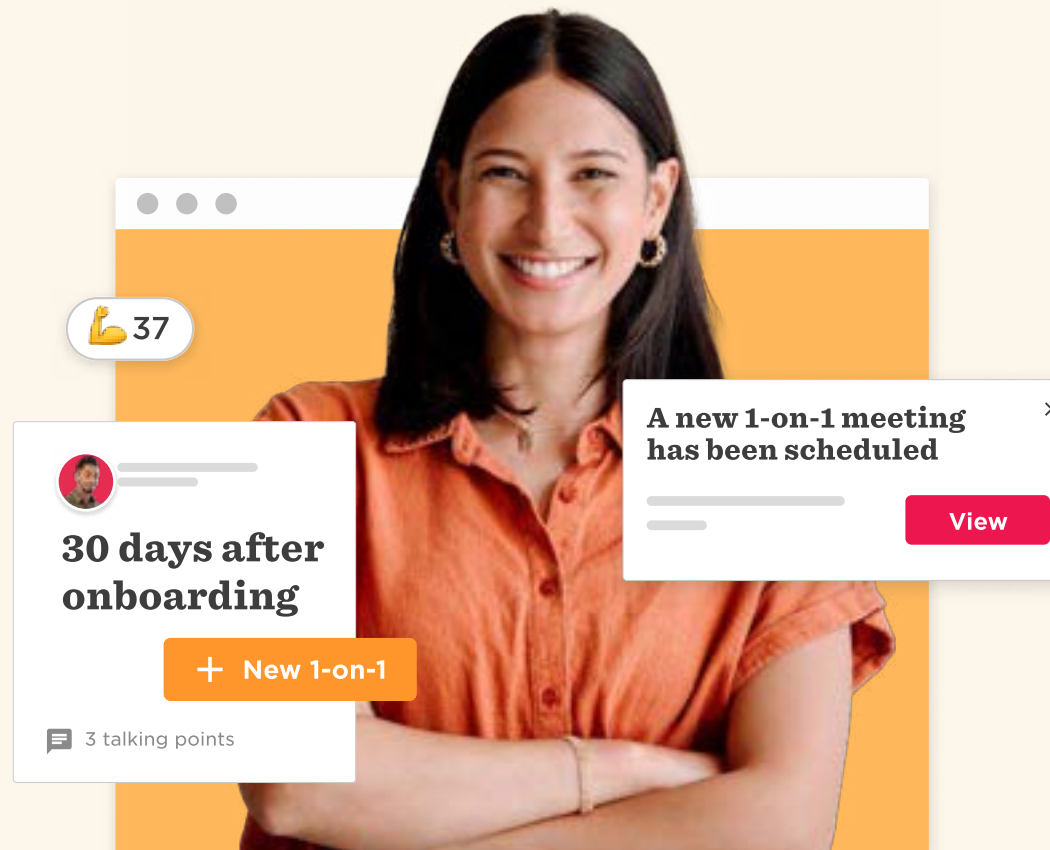 37
A new 1-on-1 meeting
has been scheduled
View
30 days after
onboarding
+ New 1-on-1
3 talking points